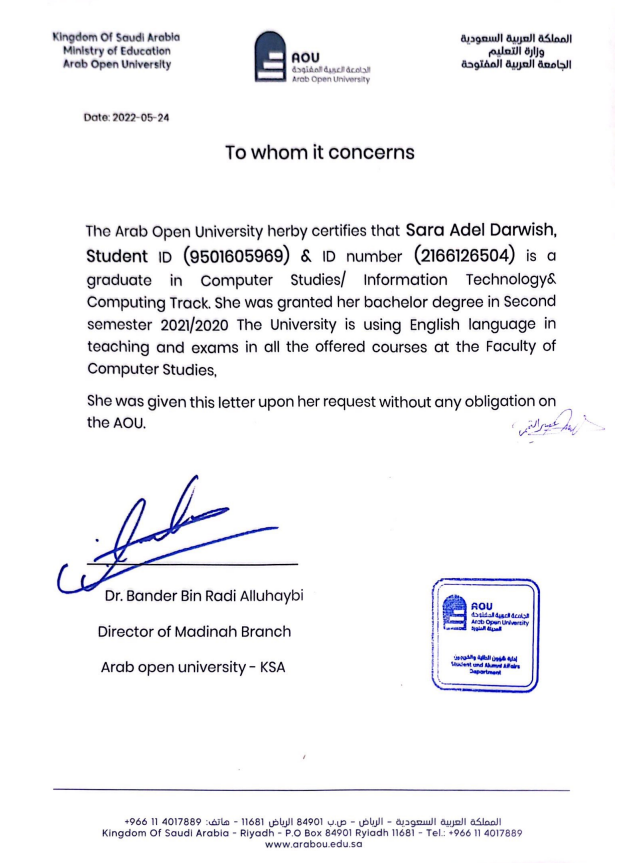 Kingdom Of Saudi Arabia
Ministry of Education
Arab Open University
AOU
الجامعة العربية المفتوحة
Arab Open University
المملكة العربية السعودية
وزارة التعليم
الجامعة العربية المفتوحة
Date: 2022-05-24
To whom it concerns
The Arab Open University herby certifies that Sara Adel Darwish,
Student ID (9501605969) & ID number (2166126504) is a
graduate in Computer Studies/ Information Technology&
Computing Track. She was granted her bachelor degree in Second
semester 2021/2020 The University is using English language in
teaching and exams in all the offered courses at the Faculty of
Computer Studies,
She was given this letter upon her request without any obligation on
the AOU.
Dr. Bander Bin Radi Alluhaybi
Director of Madinah Branch
Arab open university - KSA
AOU
الجامعة العربية المفتوحة
Arab Open University
المدينة المنورة
إدارة شؤون الطلبة والخريجين
Student and Alumni Affairs
Department
المملكة العربية السعودية - الرياض - ص.ب 84901 الرياض 11681 - هاتف: 4017889 11 966+
Kingdom Of Saudi Arabia - Riyadh - P.O Box 84901 Ryiadh 11681 - Tel.: +966 11 4017889
www.arabou.edu.sa